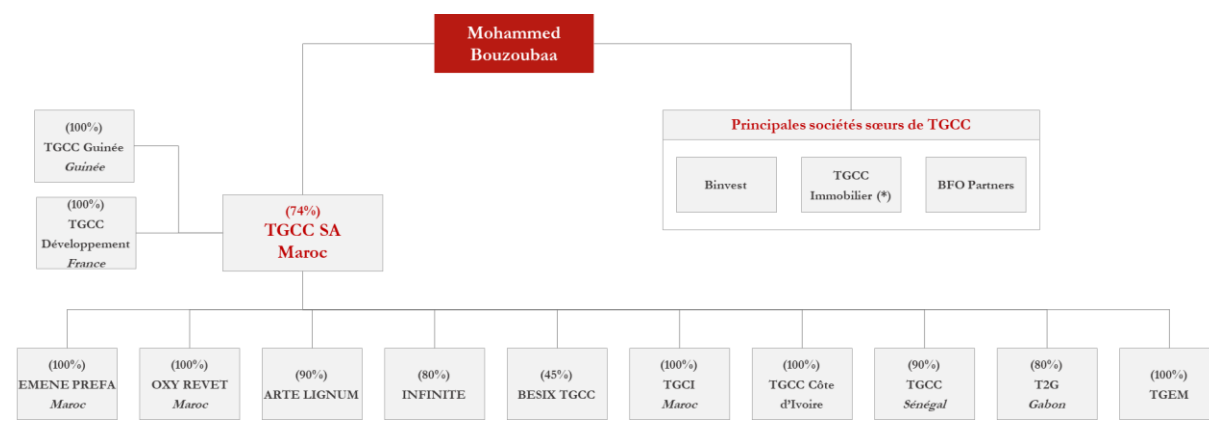 Mohammed
Bouzoubaa
Principales sociétés sœurs de TGCC
Binvest
TGCC
Immobilier (*)
BFO Partners
(100%)
TGCC Guinée
Guinée
(100%)
TGCC
Développement
France
(74%)
TGCC SA
Maroc
(100%)
EMENE PREFA
Maroc
(100%)
OXY REVET
Maroc
(90%)
ARTE LIGNUM
(80%)
INFINITE
(45%)
BESIX TGCC
(100%)
TGCI
Maroc
(100%)
TGCC Côte
d'Ivoire
(90%)
TGCC
Sénégal
(80%)
T2G
Gabon
(100%)
TGEM